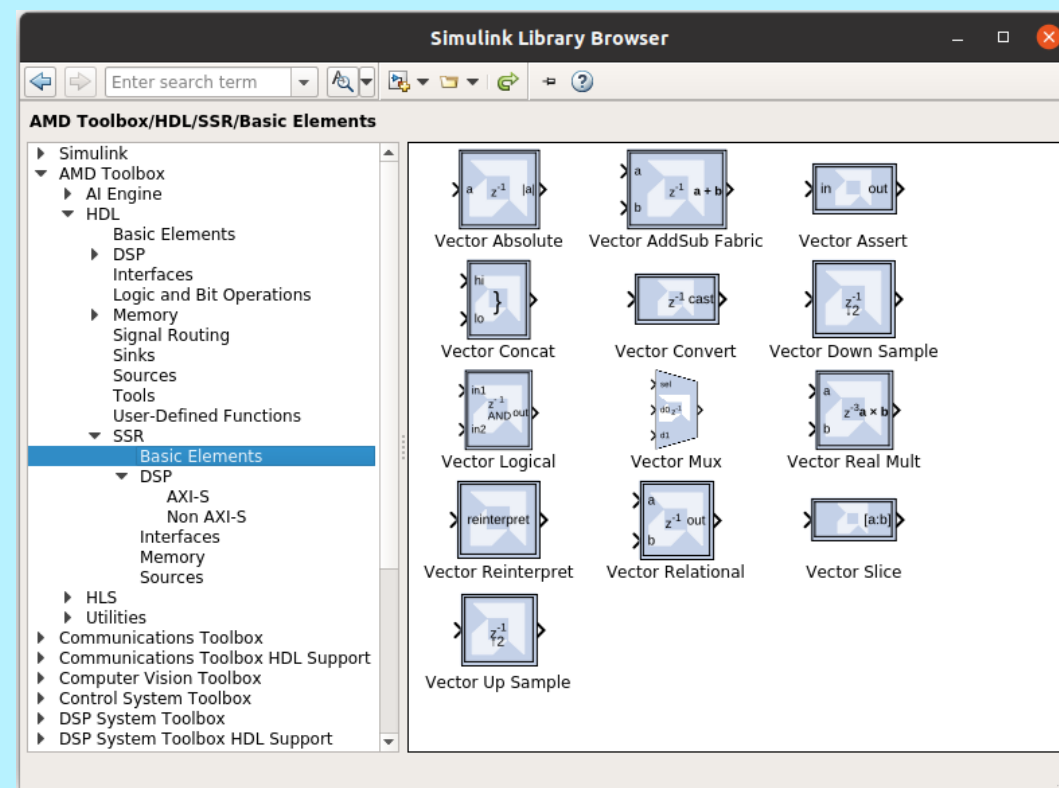 Simulink Library Browser
Enter search term
AMD Toolbox/HDL/SSR/Basic Elements
Simulink
AMD Toolbox
AI Engine
HDL
Basic Elements
DSP
Interfaces
Logic and Bit Operations
Memory
Signal Routing
Sinks
Sources
Tools
User-Defined Functions
SSR
Basic Elements
DSP
AXI-S
Non AXI-S
Interfaces
Memory
Sources
HLS
Utilities
Communications Toolbox
Communications Toolbox HDL Support
Computer Vision Toolbox
Control System Toolbox
DSP System Toolbox
DSP System Toolbox HDL Support
a z⁻¹ |a|
Vector Absolute
a
z⁻¹ a + b
b
Vector AddSub Fabric
in out
Vector Assert
hi
}
lo
Vector Concat
z⁻¹ cast
Vector Convert
z⁻¹
↓2
Vector Down Sample
in1
z⁻¹
AND out
in2
Vector Logical
sel
d0 z⁻¹
d1
Vector Mux
a
z⁻³ a × b
b
Vector Real Mult
reinterpret
Vector Reinterpret
a
z⁻¹ out
b
Vector Relational
[a:b]
Vector Slice
z⁻¹
↑2
Vector Up Sample